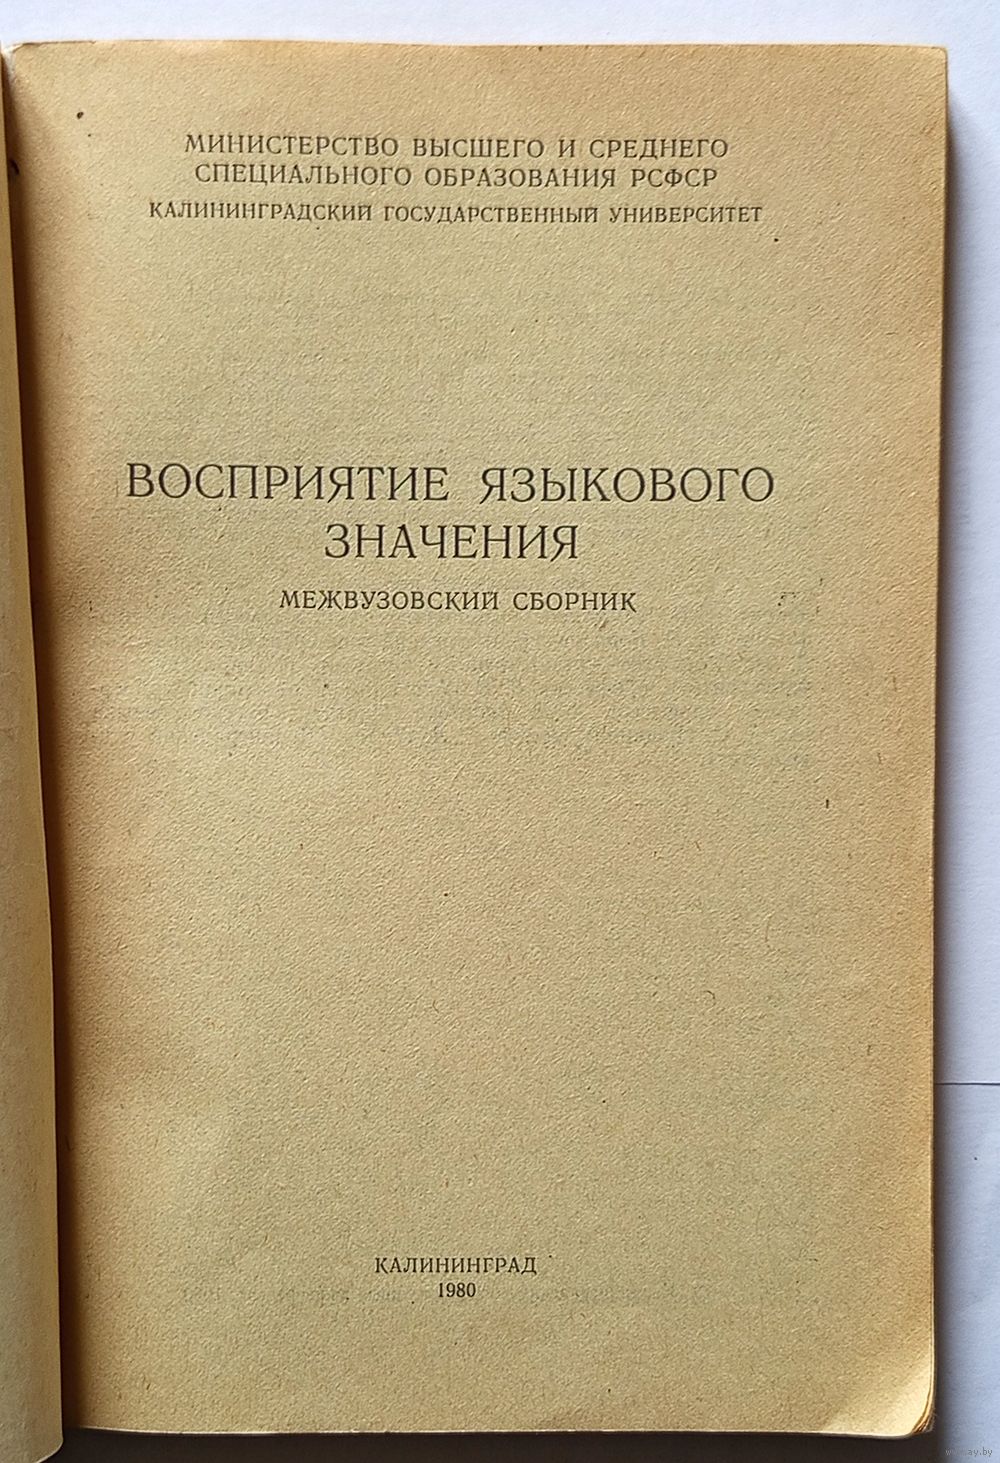 МИНИСТЕРСТВО ВЫСШЕГО И СРЕДНЕГО
СПЕЦИАЛЬНОГО ОБРАЗОВАНИЯ РСФСР
КАЛИНИНГРАДСКИЙ ГОСУДАРСТВЕННЫЙ УНИВЕРСИТЕТ
ВОСПРИЯТИЕ ЯЗЫКОВОГО
ЗНАЧЕНИЯ
МЕЖВУЗОВСКИЙ СБОРНИК
КАЛИНИНГРАД
1980